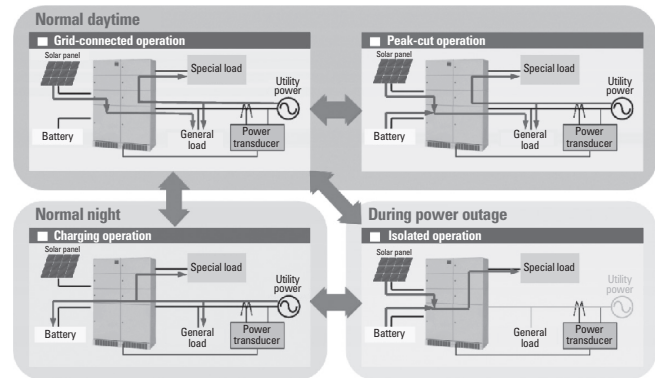 Normal daytime
Grid-connected operation
Solar panel
Special load
Utility
power
Battery
General
load
Power
transducer
Peak-cut operation
Solar panel
Special load
Utility
power
Battery
General
load
Power
transducer
Normal night
Charging operation
Solar panel
Special load
Utility
power
Battery
General
load
Power
transducer
During power outage
Isolated operation
Solar panel
Special load
Utility
power
Battery
General
load
Power
transducer